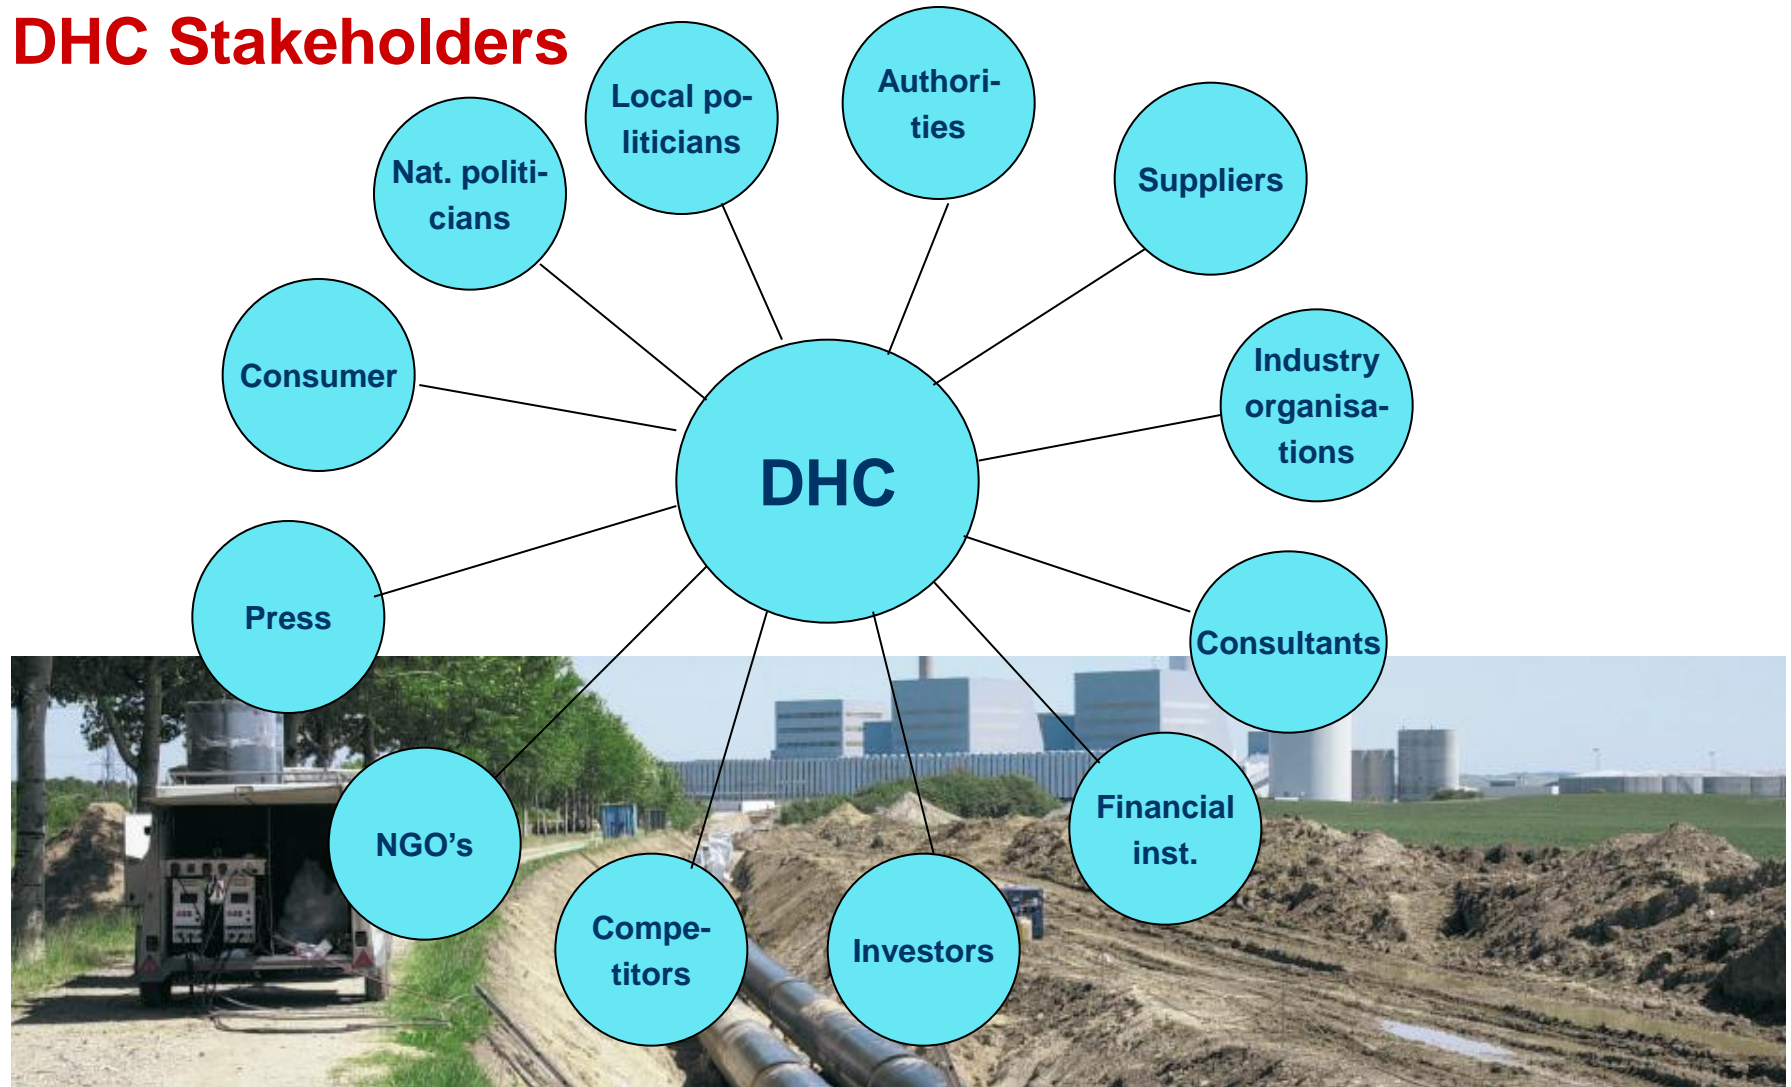 DHC Stakeholders
Local po-
liticians
Authori-
ties
Nat. politi-
cians
Suppliers
Consumer
Industry
organisa-
tions
DHC
Press
Consultants
NGO’s
Financial
inst.
Compe-
titors
Investors